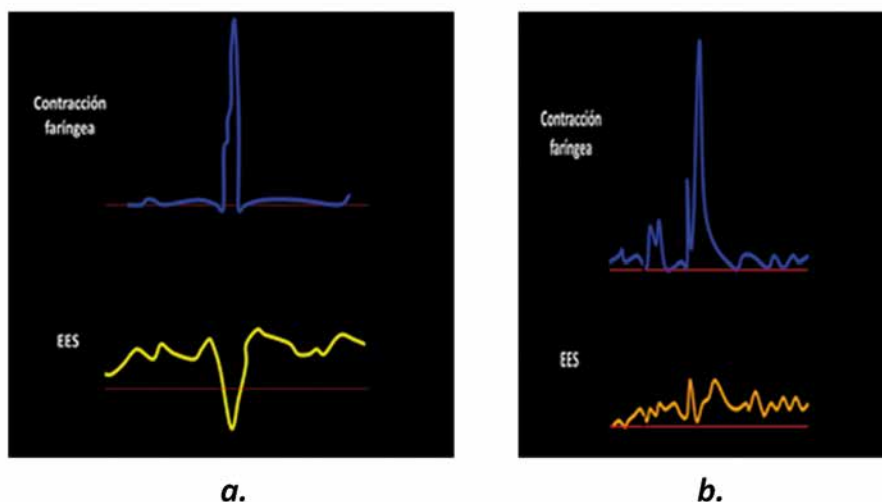 Contracción
faríngea
EES
a.
Contracción
faríngea
EES
b.